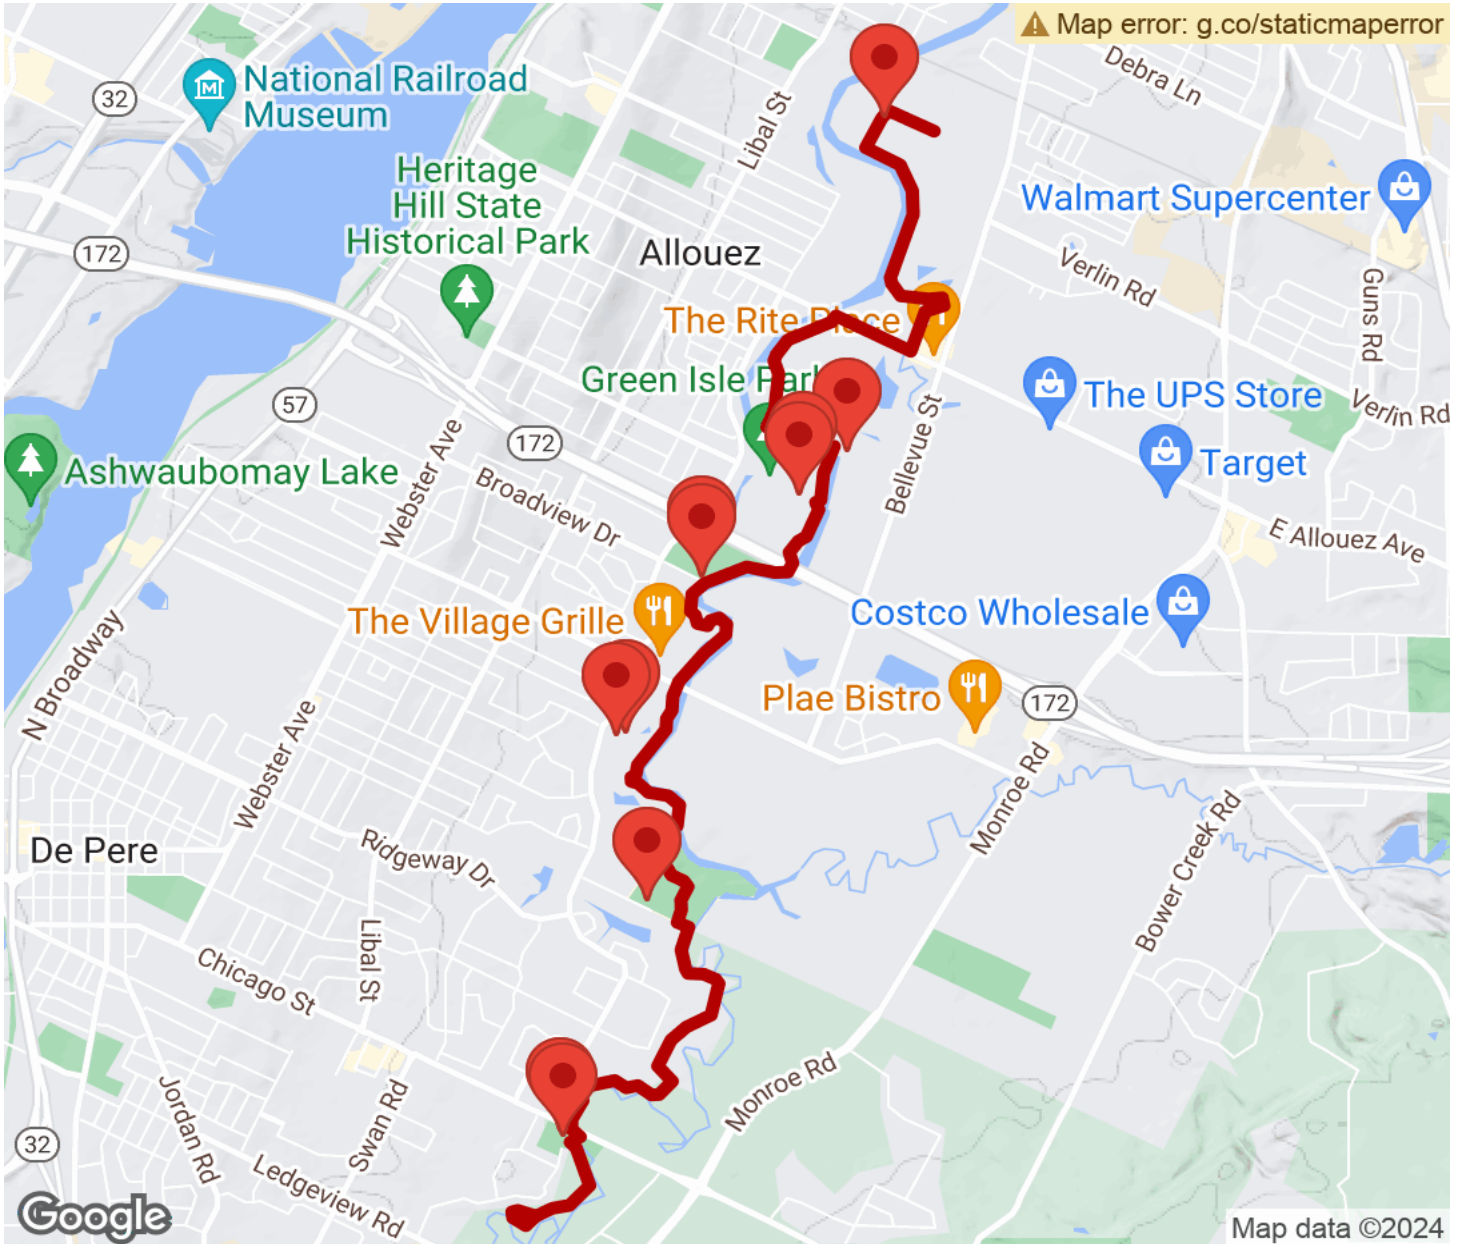 Map error: g.co/staticmaperror
Debra Ln
32
National Railroad
Museum
Libal St
Heritage
Hill State
Historical Park
Walmart Supercenter
172
Allouez
Verlin Rd
Guns Rd
The Rite Place
Green Isle Park
The UPS Store
Verlin Rd
57
172
Webster Ave
Bellevue St
Target
Ashwaubomay Lake
Broadview Dr
E Allouez Ave
The Village Grille
Costco Wholesale
N Broadway
Plae Bistro
172
Webster Ave
Monroe Rd
Bower Creek Rd
De Pere
Ridgeway Dr
Libal St
Chicago St
Monroe Rd
Jordan Rd
Swan Rd
32
Ledgeview Rd
Google
Map data ©2024